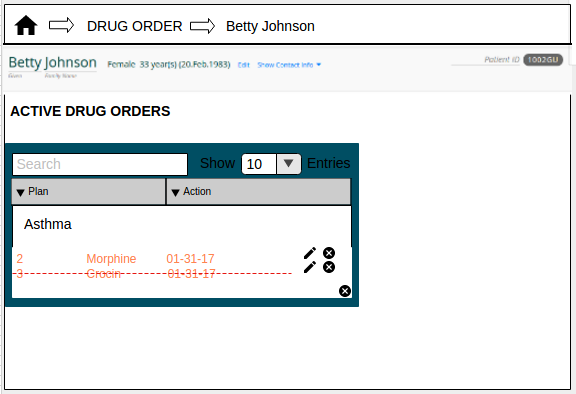 DRUG ORDER Betty Johnson
Betty Johnson Female 33 year(s) (20.Feb.1983) Edit Show Contact Info Patient ID 1002GU
Given Family Name
ACTIVE DRUG ORDERS
Search Show 10 Entries
Plan Action
Asthma
2 Morphine 01-31-17
3 Crocin 01-31-17